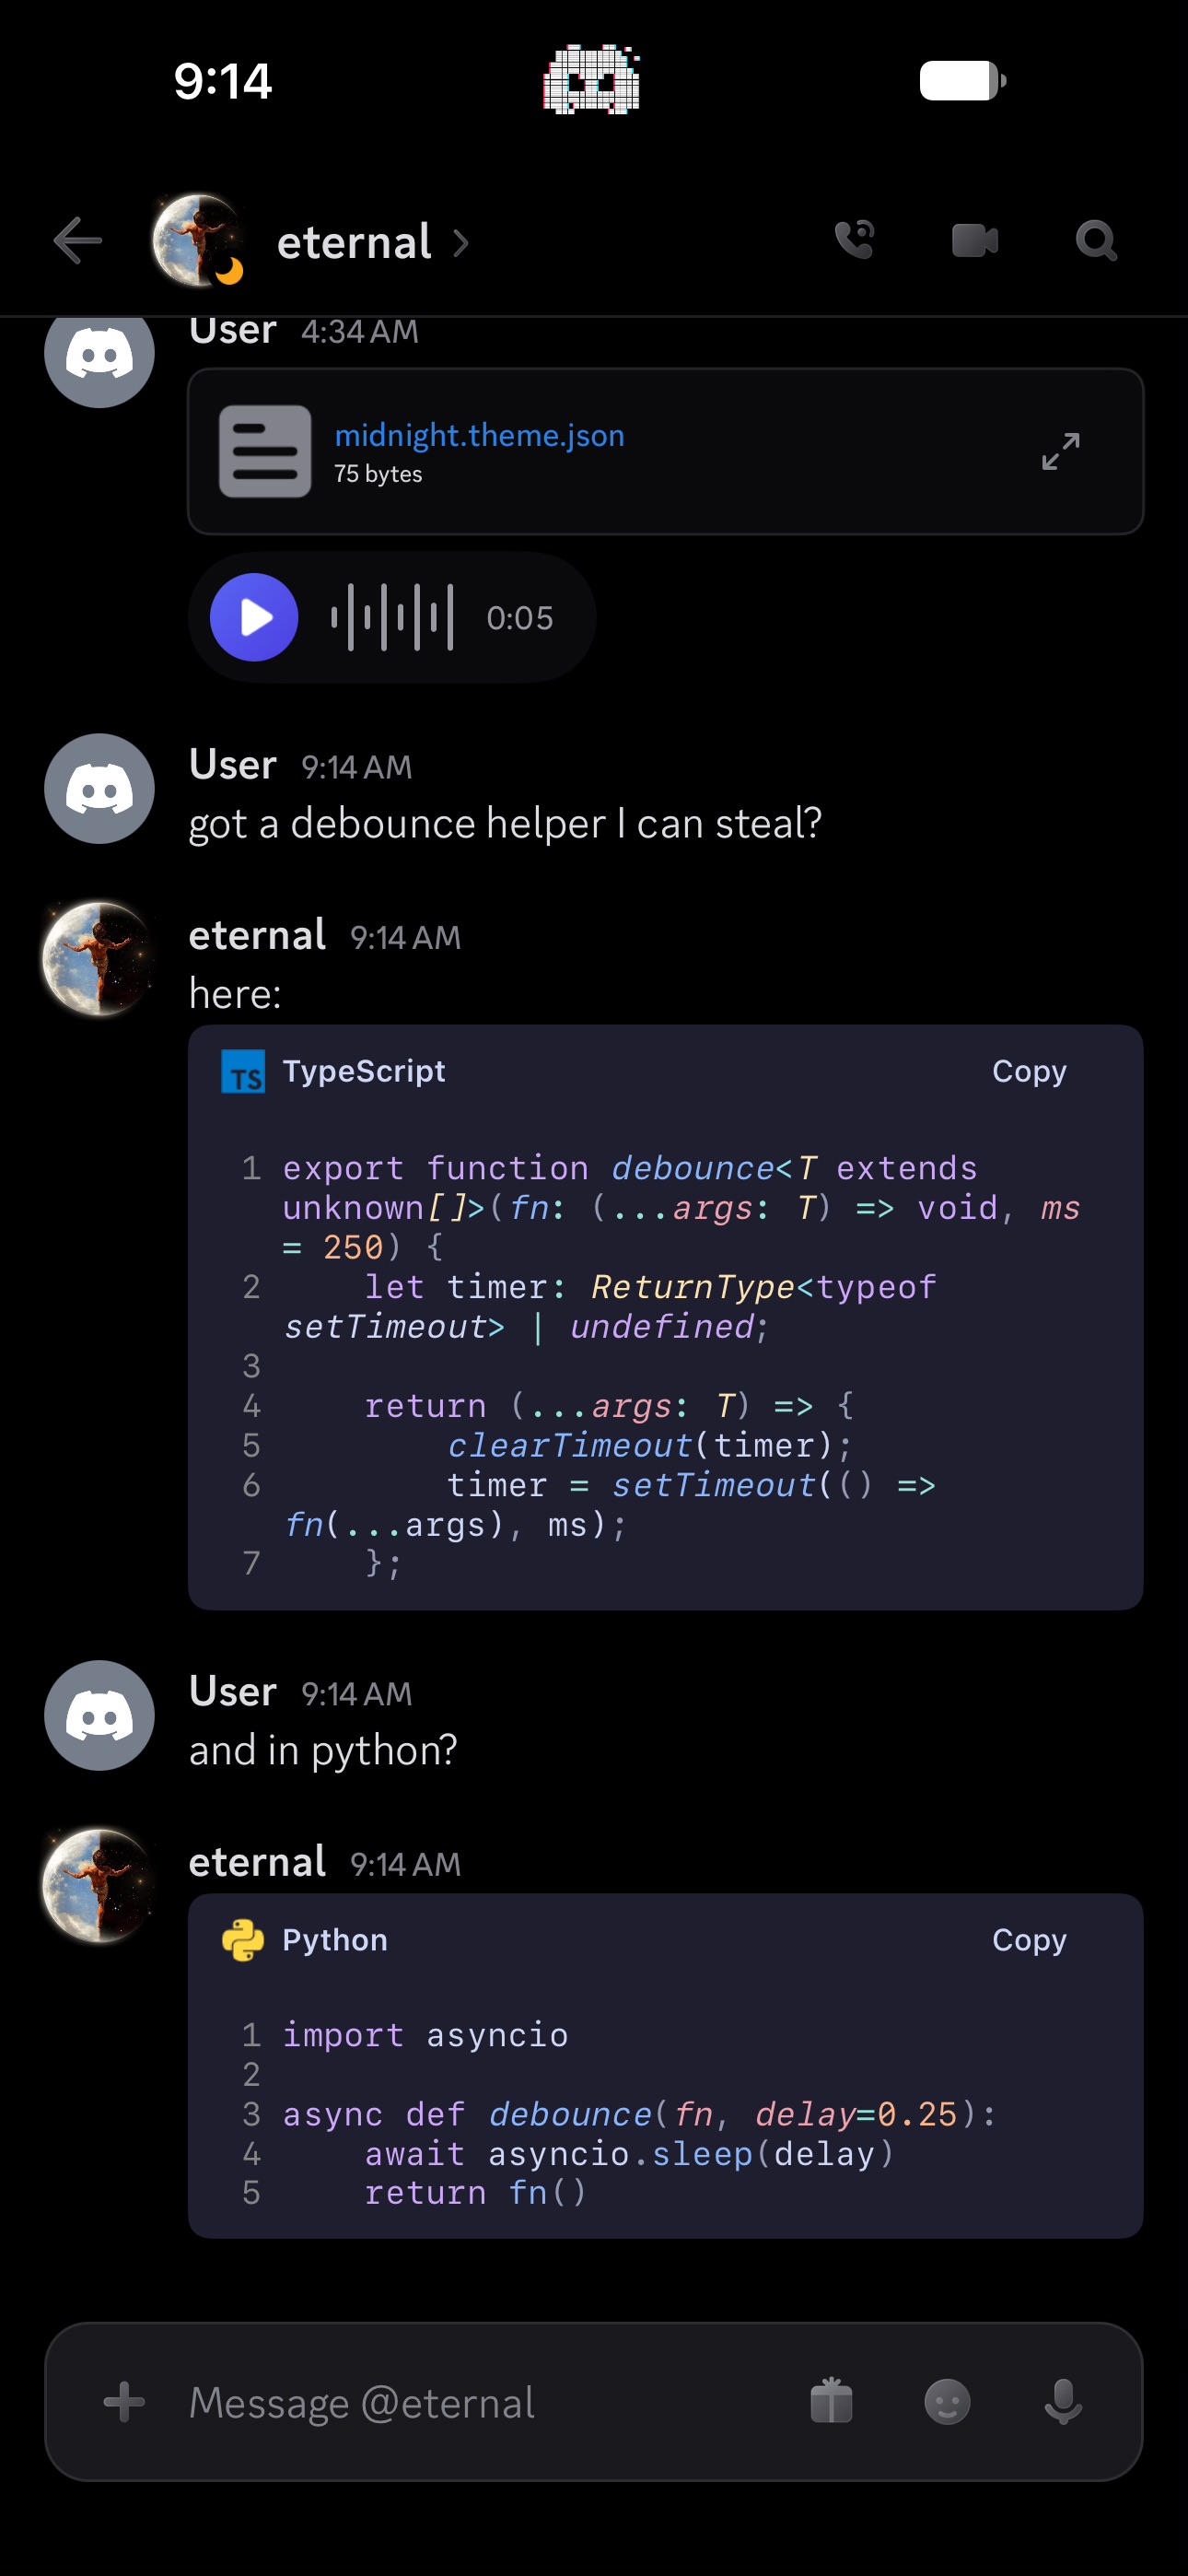 9:14
eternal
User 4:34 AM
midnight.theme.json
75 bytes
0:05
User 9:14 AM
got a debounce helper I can steal?
eternal 9:14 AM
here:
TS TypeScript Copy
1 export function debounce<T extends
unknown[]>(fn: (...args: T) => void, ms
= 250) {
2     let timer: ReturnType<typeof
setTimeout> | undefined;
3
4     return (...args: T) => {
5         clearTimeout(timer);
6         timer = setTimeout(() =>
fn(...args), ms);
7     };
User 9:14 AM
and in python?
eternal 9:14 AM
Python Copy
1 import asyncio
2
3 async def debounce(fn, delay=0.25):
4     await asyncio.sleep(delay)
5     return fn()
Message @eternal